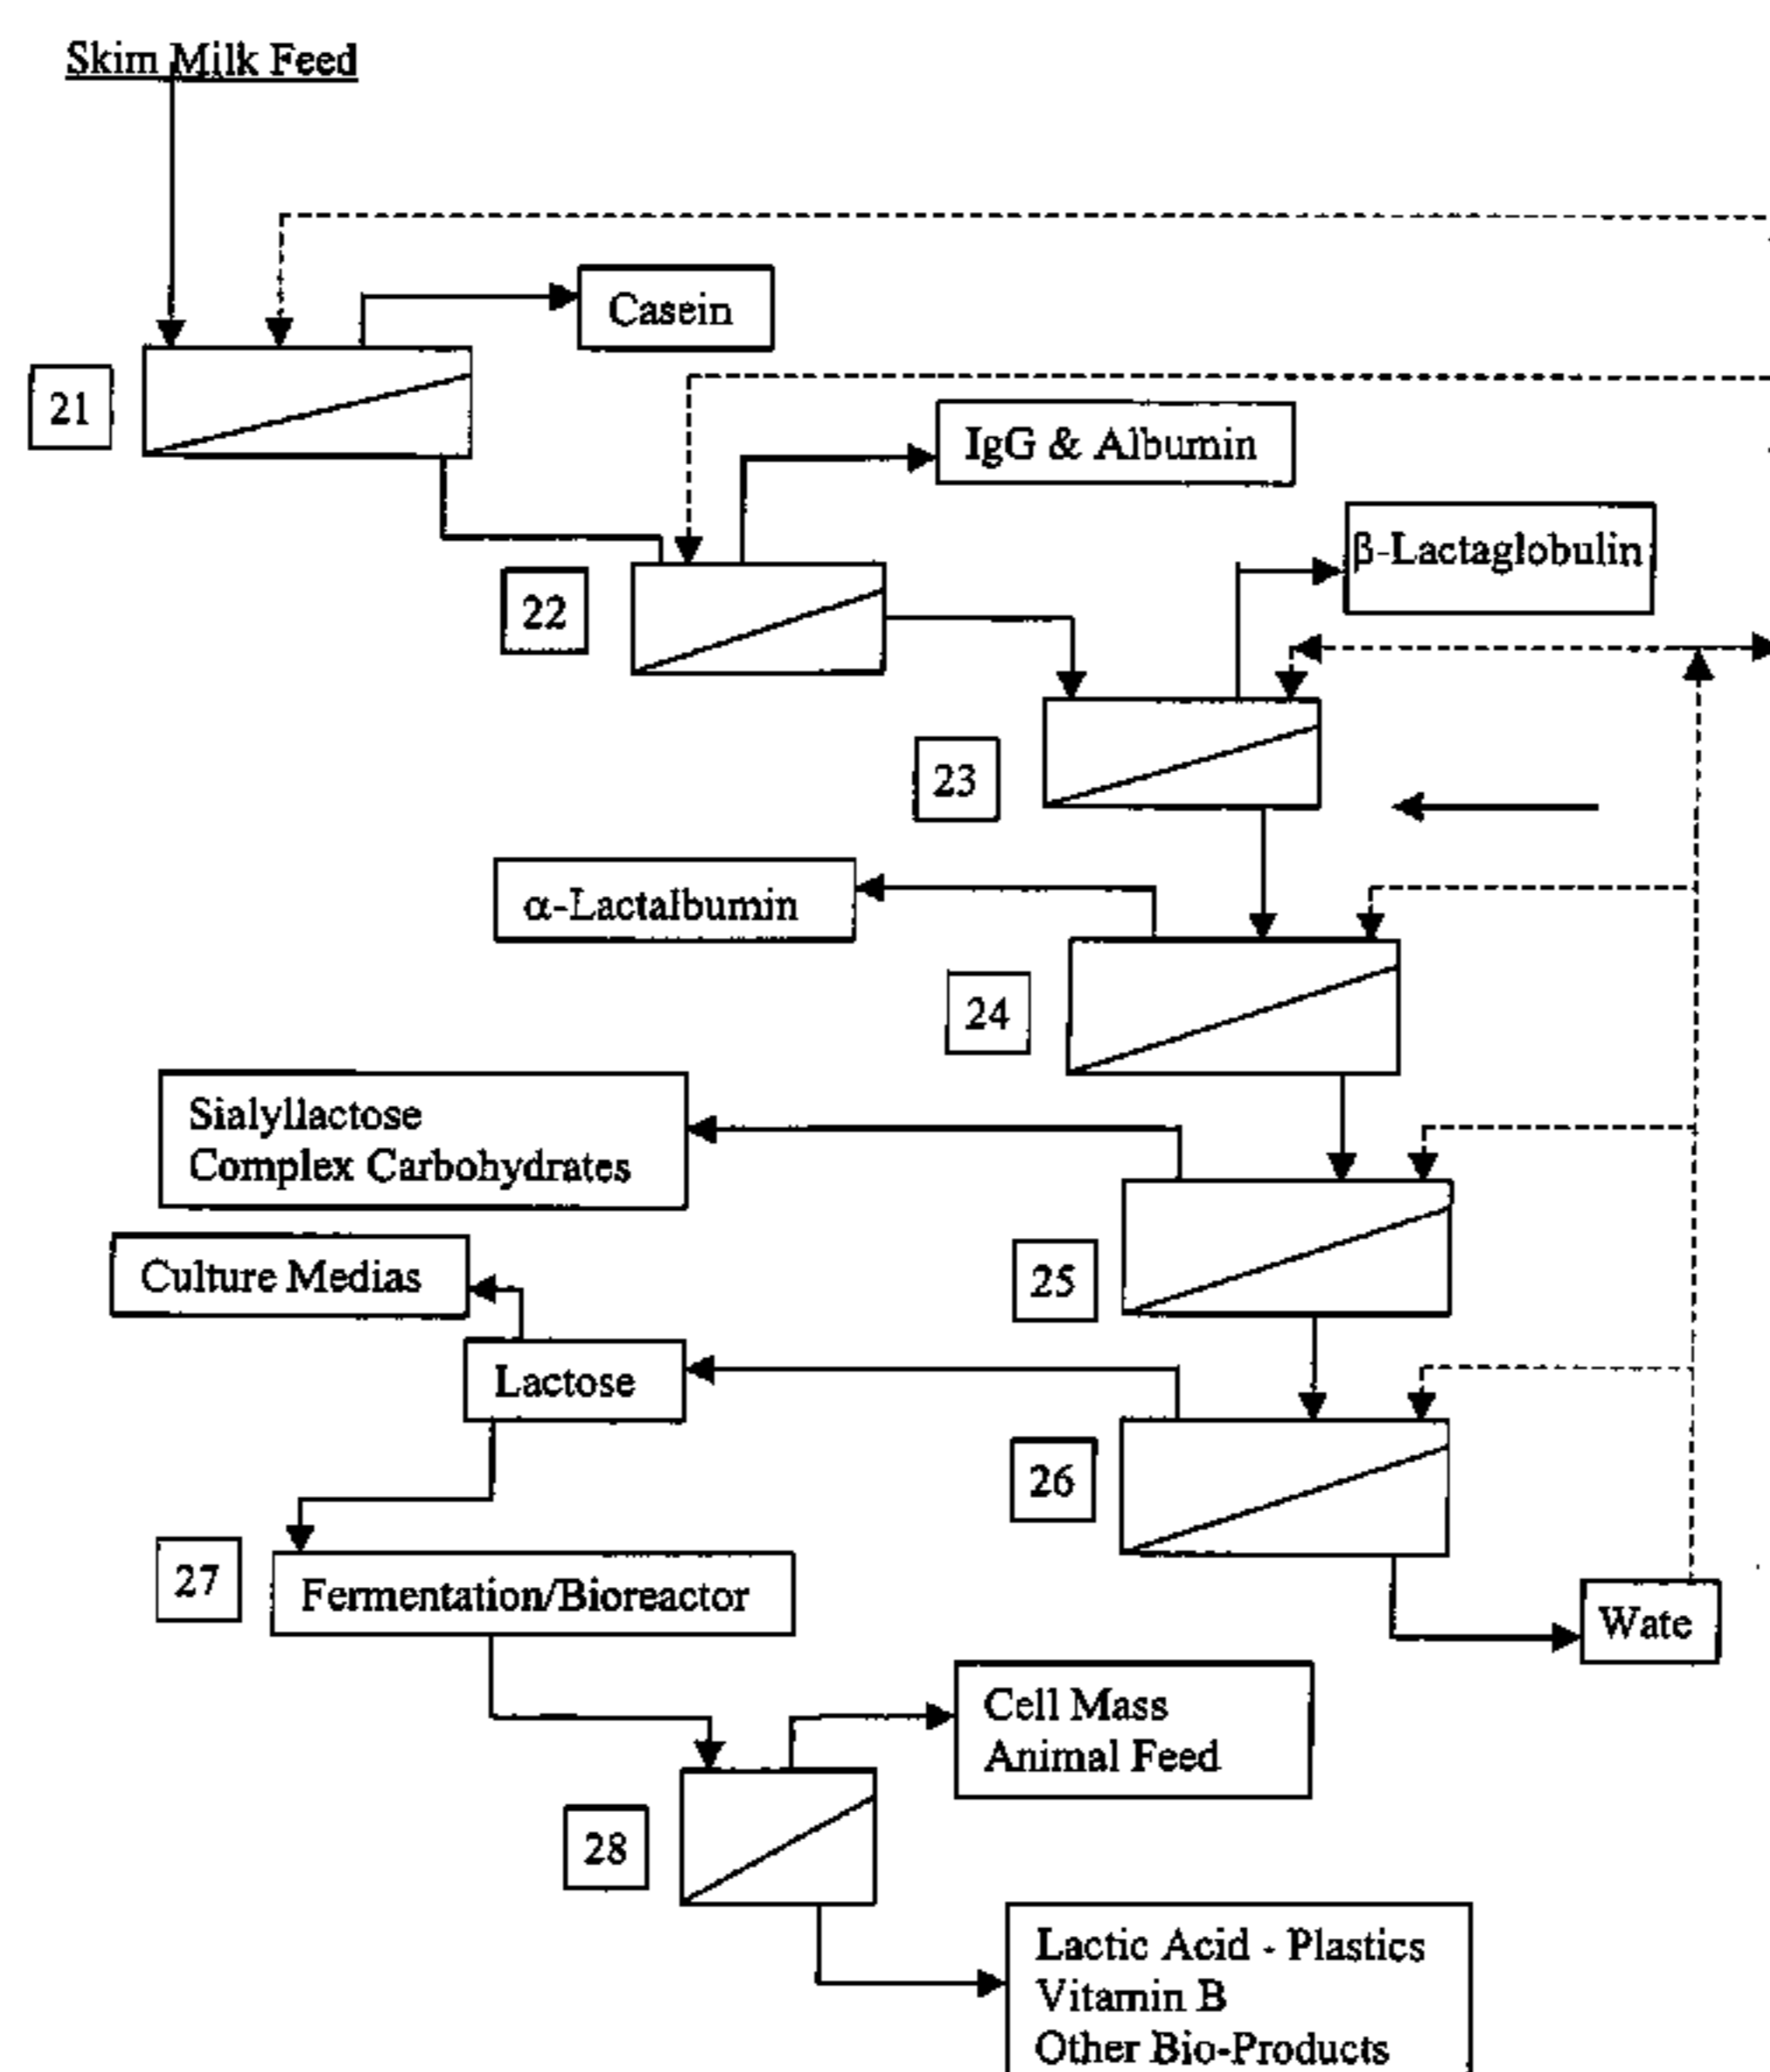 Skim Milk Feed
Casein
21
IgG & Albumin
β-Lactaglobulin
22
23
α-Lactalbumin
24
Sialyllactose
Complex Carbohydrates
Culture Medias
25
Lactose
26
27
Fermentation/Bioreactor
Wate
Cell Mass
Animal Feed
28
Lactic Acid - Plastics
Vitamin B
Other Bio-Products